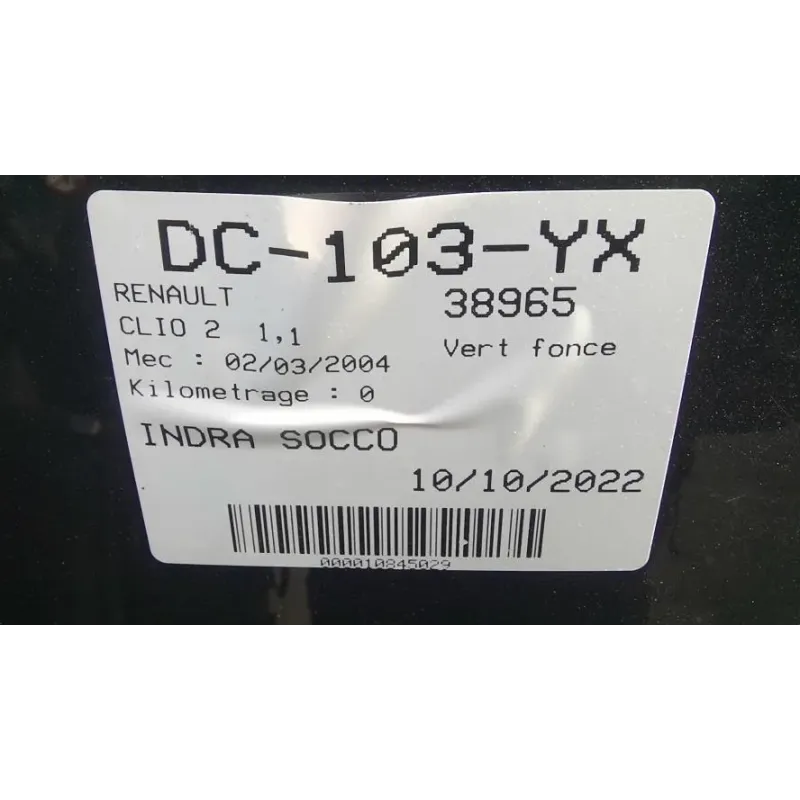 DC-103-YX
RENAULT 38965
CLIO 2 1,1
Vert fonce
Mec : 02/03/2004
Kilometrage : 0
INDRA SOCCO
10/10/2022
000010845029